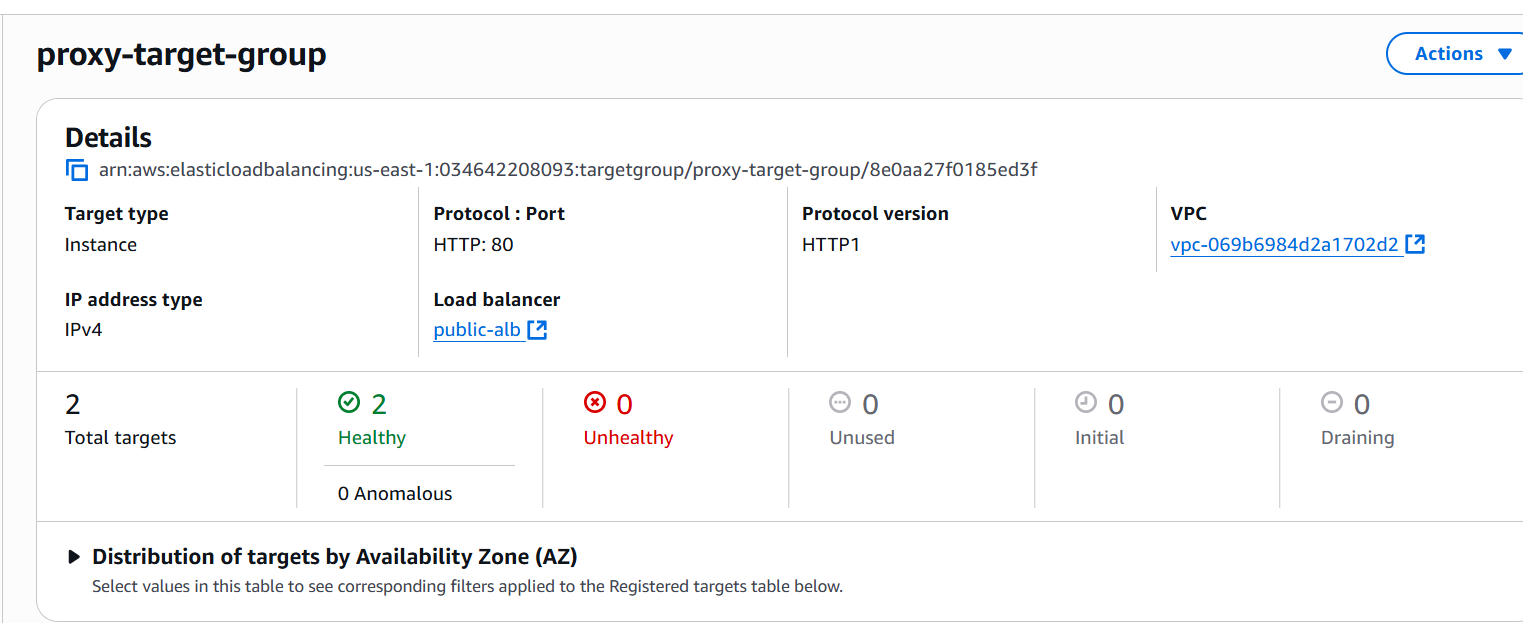 proxy-target-group
Actions
Details
arn:aws:elasticloadbalancing:us-east-1:034642208093:targetgroup/proxy-target-group/8e0aa27f0185ed3f
Target type
Instance
Protocol : Port
HTTP: 80
Protocol version
HTTP1
VPC
vpc-069b6984d2a1702d2
IP address type
IPv4
Load balancer
public-alb
2
Total targets
2
Healthy
0 Anomalous
0
Unhealthy
0
Unused
0
Initial
0
Draining
Distribution of targets by Availability Zone (AZ)
Select values in this table to see corresponding filters applied to the Registered targets table below.